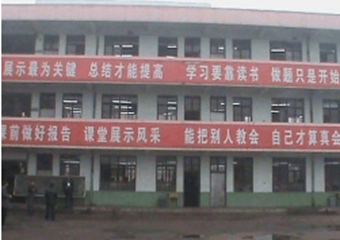 展示最为关键 总结才能提高 学习要靠读书 做题只是开始
课前做好报告 课堂展示风采 能把别人教会 自己才算真会